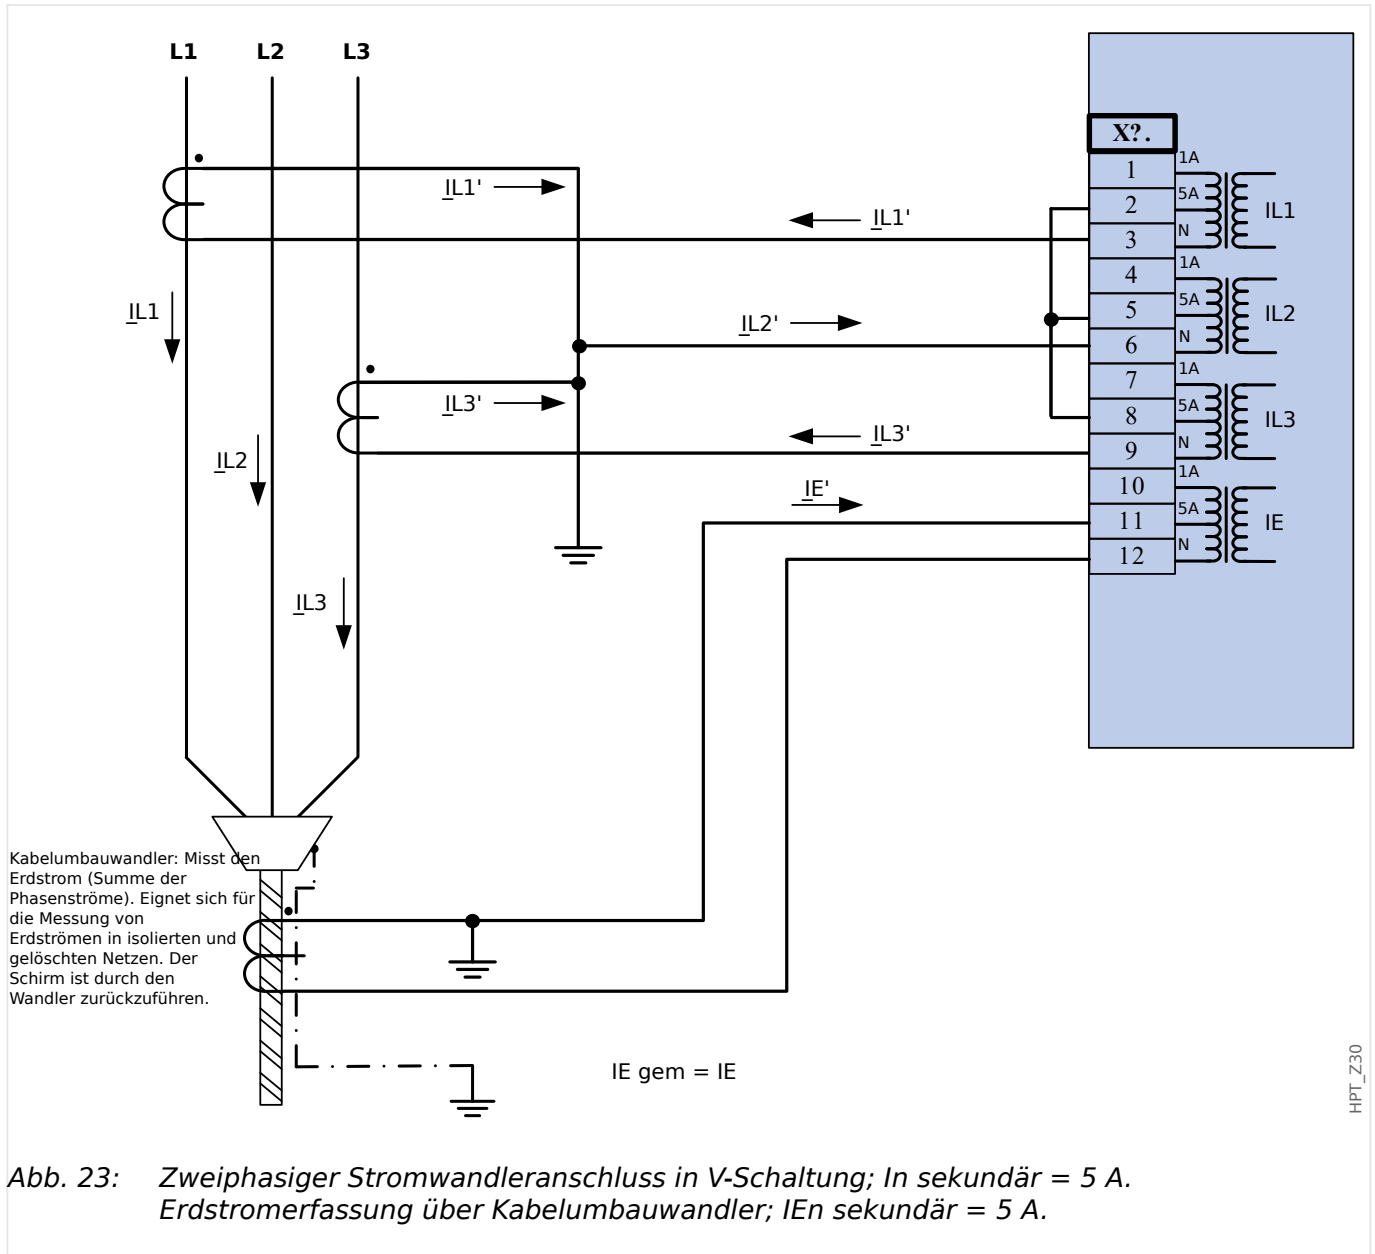 L1 L2 L3
X?.
1
2
3
4
5
6
7
8
9
10
11
12
1A
5A
N
IL1
1A
5A
N
IL2
1A
5A
N
IL3
1A
5A
N
IE
IL1'
IL1'
IL1
IL2'
IL3'
IL3'
IL2
IE'
IL3
Kabelumbauwandler: Misst den
Erdstrom (Summe der
Phasenströme). Eignet sich für
die Messung von
Erdströmen in isolierten und
gelöschten Netzen. Der
Schirm ist durch den
Wandler zurückzuführen.
IE gem = IE
HPT_Z30
Abb. 23: Zweiphasiger Stromwandleranschluss in V-Schaltung; In sekundär = 5 A.
Erdstromerfassung über Kabelumbauwandler; IEn sekundär = 5 A.